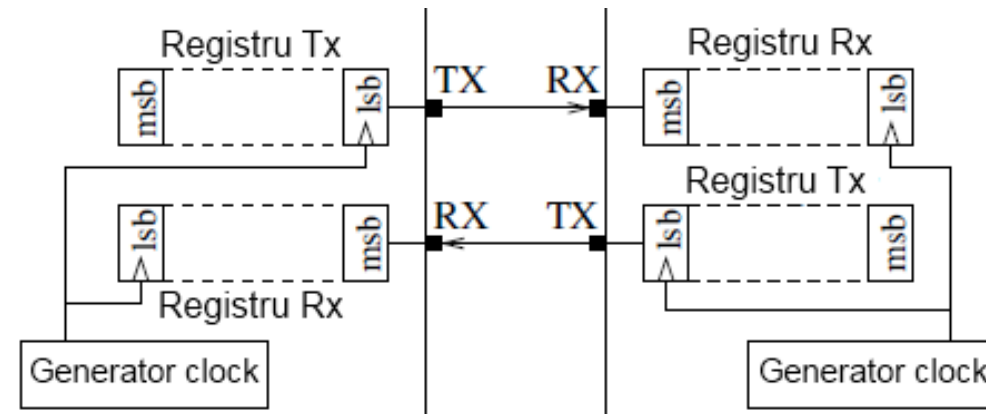 Registru Tx
Registru Rx
msb
lsb
TX
RX
msb
lsb
Registru Tx
lsb
msb
RX
TX
lsb
msb
Registru Rx
Generator clock
Generator clock